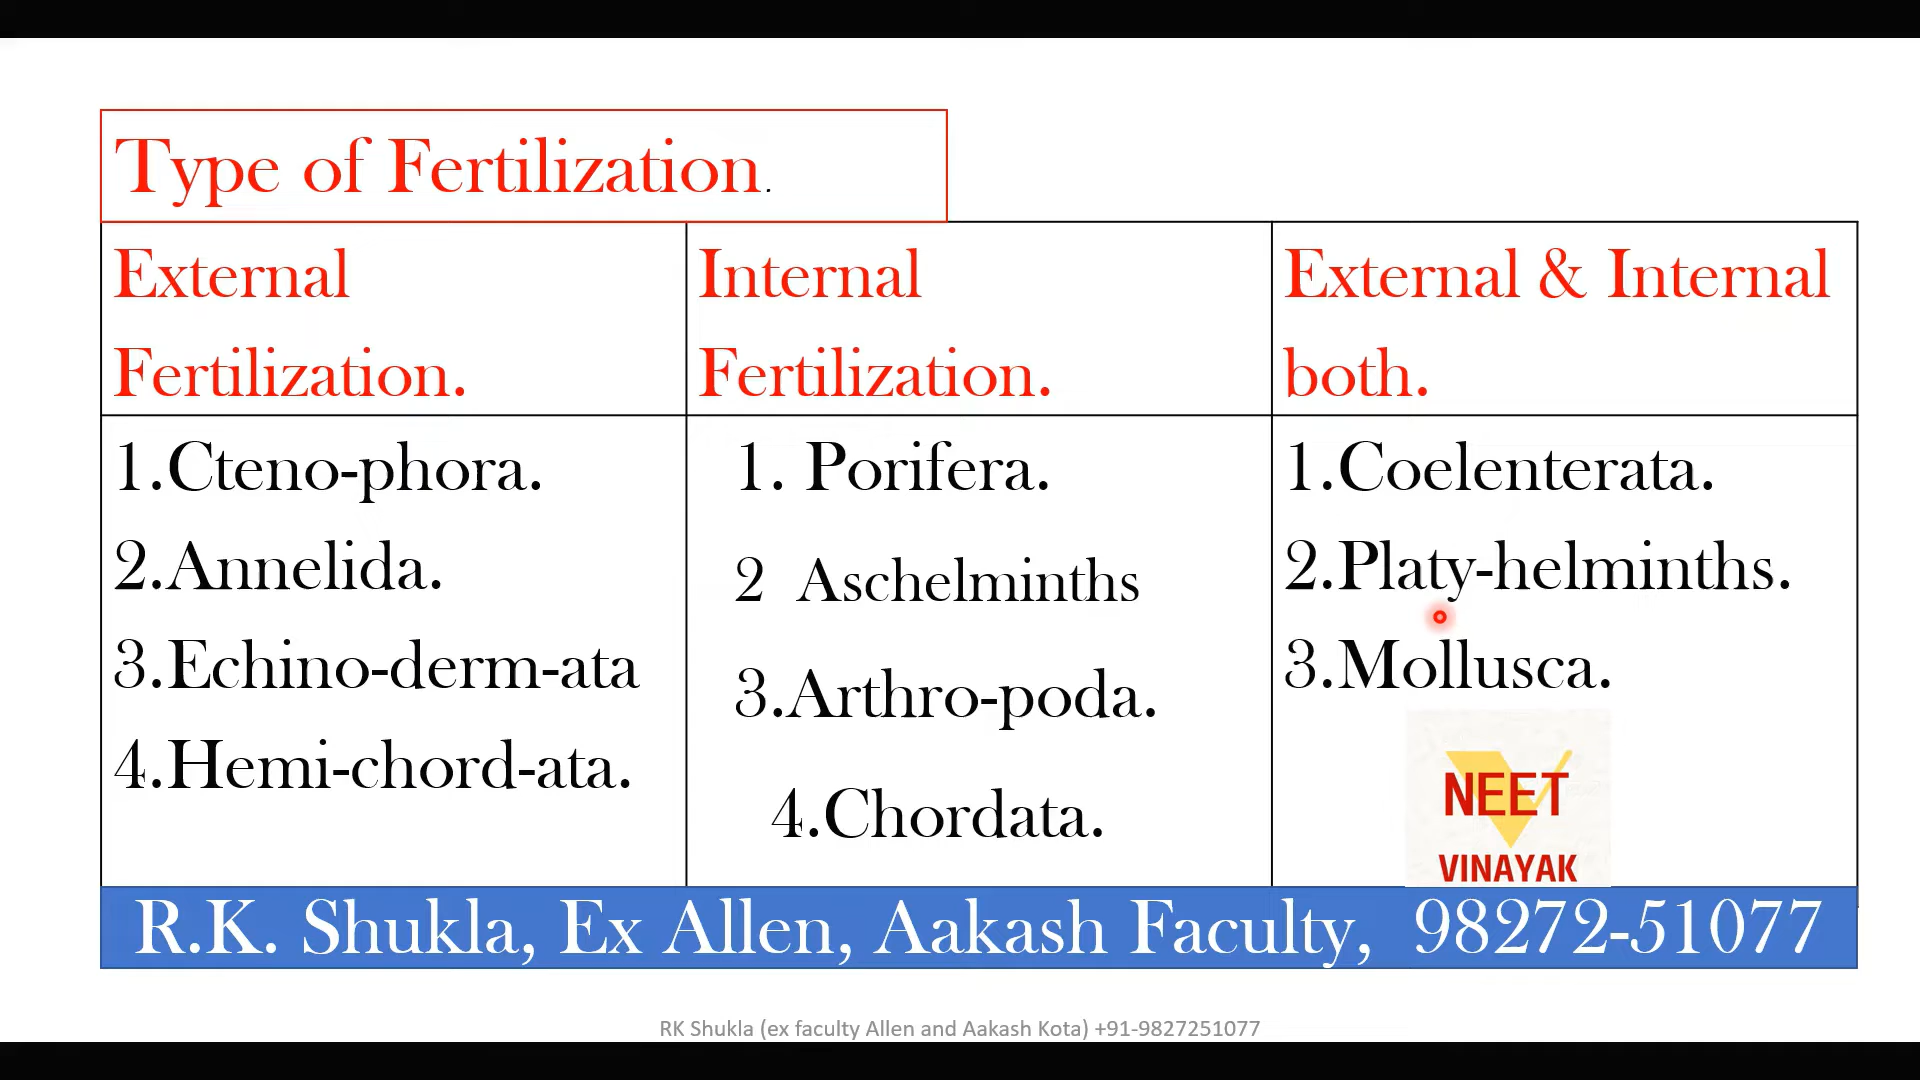 Type of Fertilization.
External
Fertilization.
Internal
Fertilization.
External & Internal
both.
1.Cteno-phora.
2.Annelida.
3.Echino-derm-ata
4.Hemi-chord-ata.
1. Porifera.
2 Aschelminths
3.Arthro-poda.
4.Chordata.
1.Coelenterata.
2.Platy-helminths.
3.Mollusca.
NEET
VINAYAK
R.K. Shukla, Ex Allen, Aakash Faculty, 98272-51077
RK Shukla (ex faculty Allen and Aakash Kota) +91-9827251077